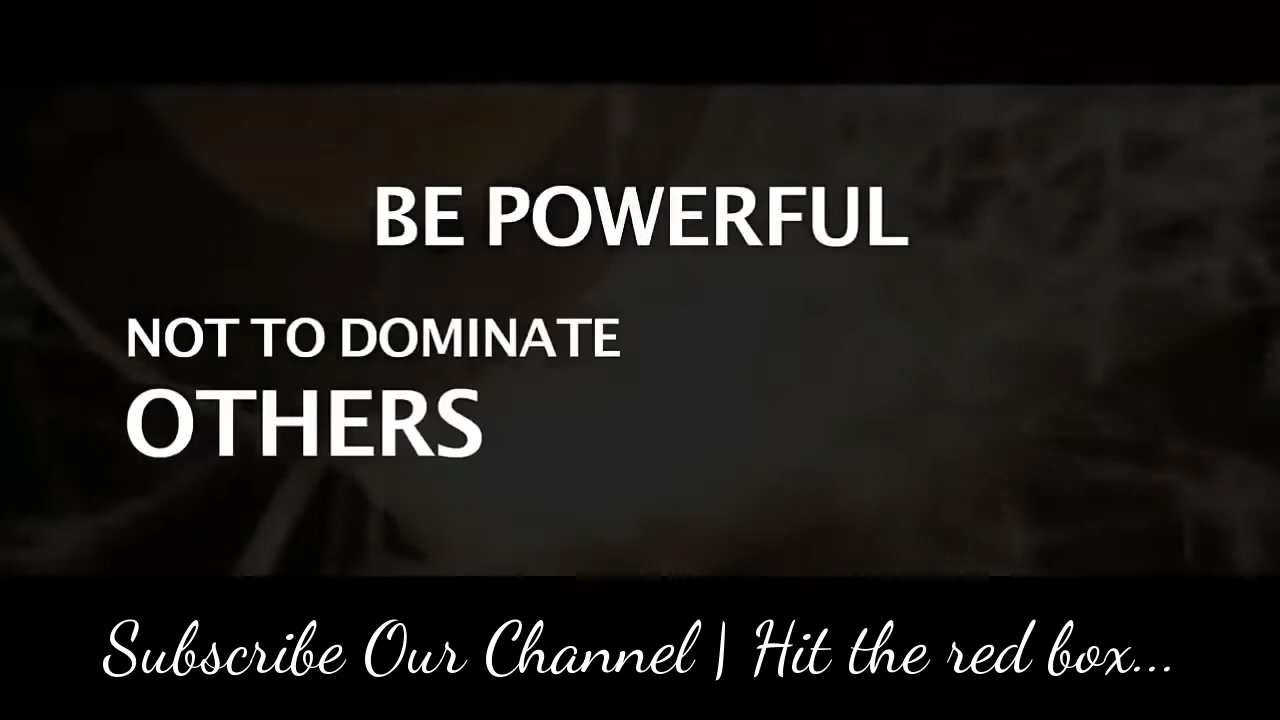 BE POWERFUL
NOT TO DOMINATE
OTHERS
Subscribe Our Channel | Hit the red box...